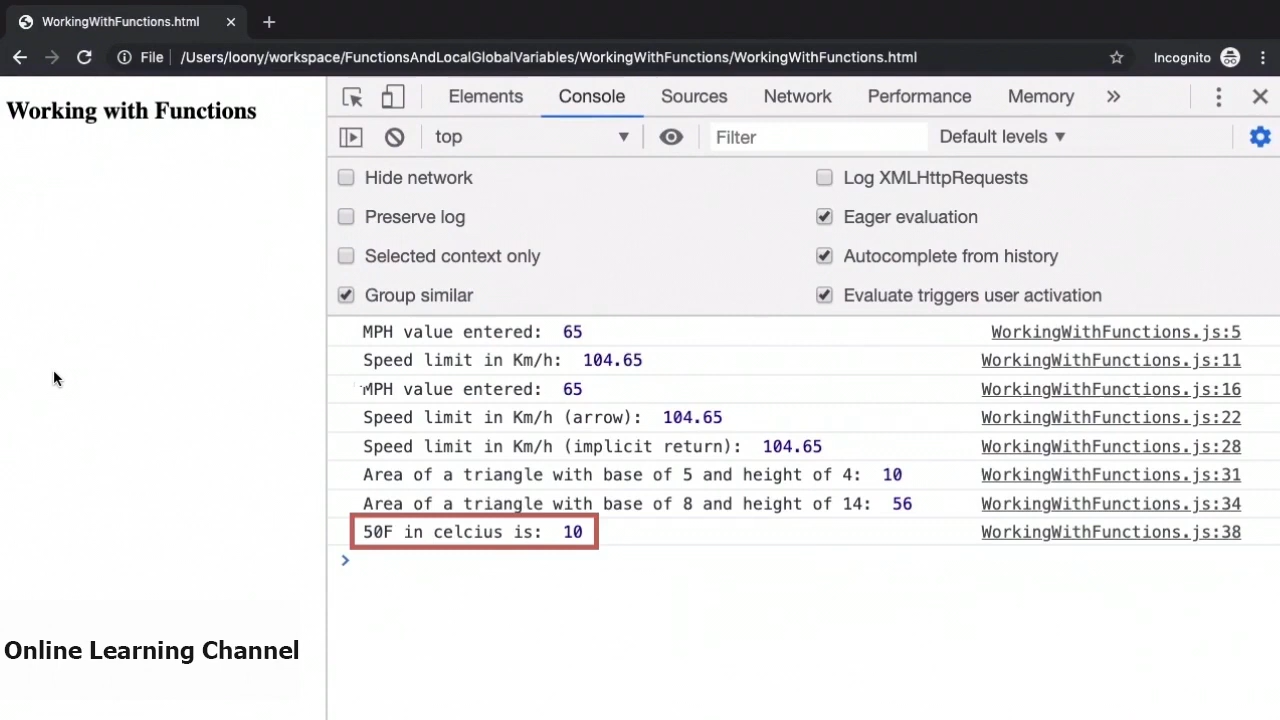 WorkingWithFunctions.html
File /Users/loony/workspace/FunctionsAndLocalGlobalVariables/WorkingWithFunctions/WorkingWithFunctions.html Incognito
Working with Functions
Elements Console Sources Network Performance Memory
top Filter Default levels
Hide network Log XMLHttpRequests
Preserve log Eager evaluation
Selected context only Autocomplete from history
Group similar Evaluate triggers user activation
MPH value entered: 65 WorkingWithFunctions.js:5
Speed limit in Km/h: 104.65 WorkingWithFunctions.js:11
MPH value entered: 65 WorkingWithFunctions.js:16
Speed limit in Km/h (arrow): 104.65 WorkingWithFunctions.js:22
Speed limit in Km/h (implicit return): 104.65 WorkingWithFunctions.js:28
Area of a triangle with base of 5 and height of 4: 10 WorkingWithFunctions.js:31
Area of a triangle with base of 8 and height of 14: 56 WorkingWithFunctions.js:34
50F in celcius is: 10 WorkingWithFunctions.js:38
Online Learning Channel